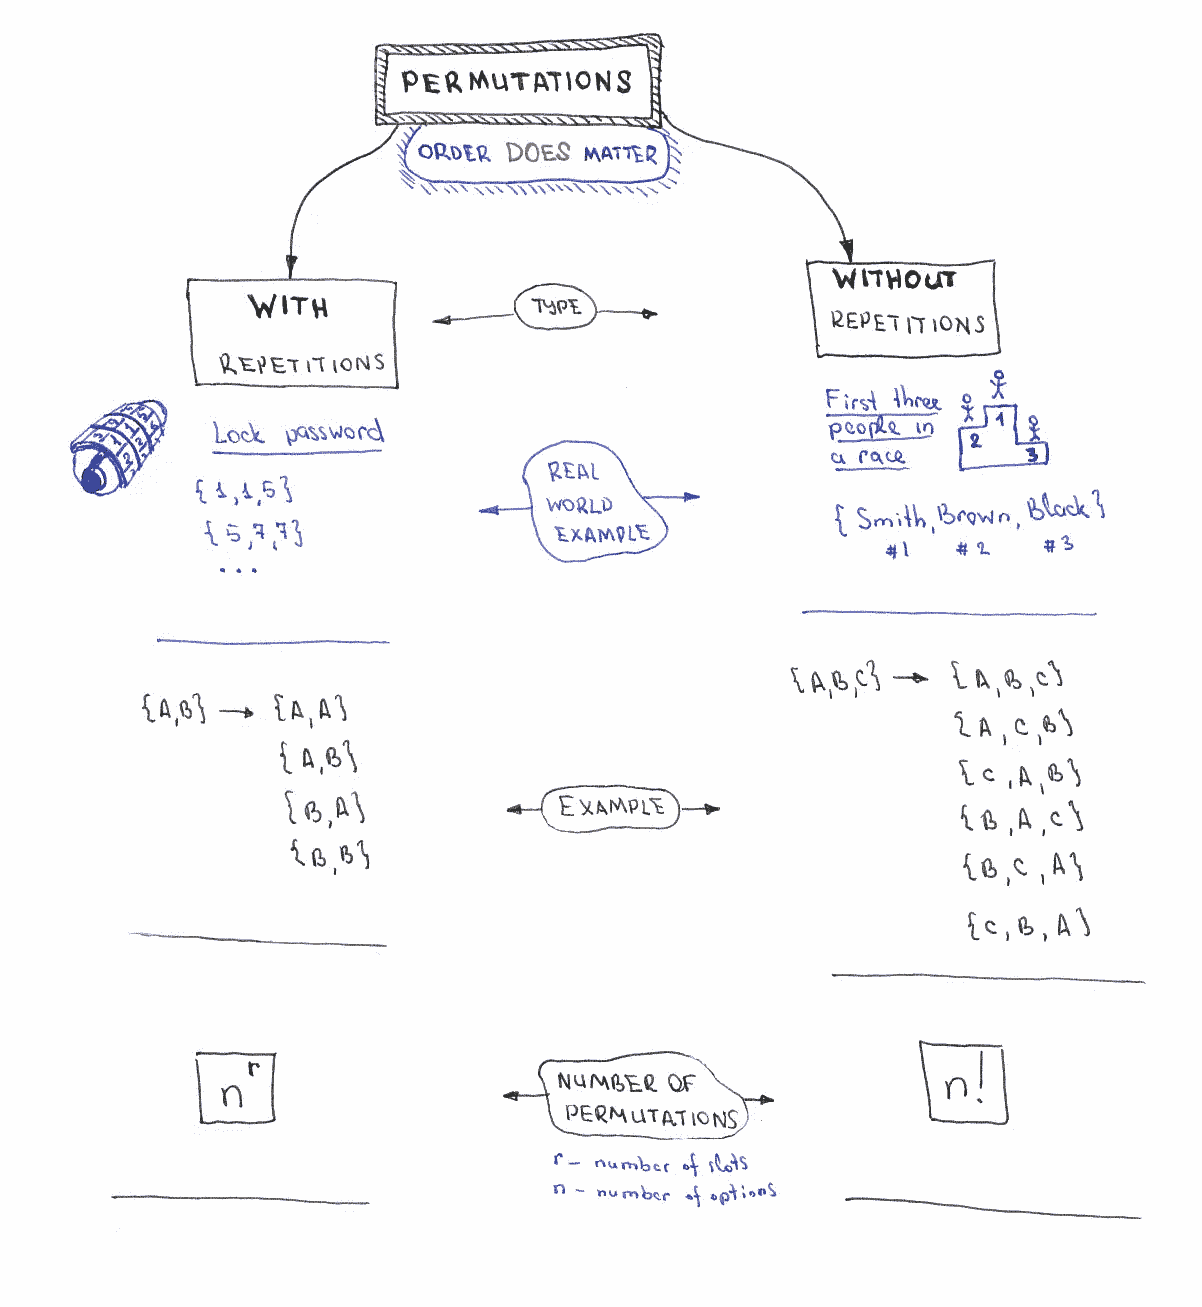 PERMUTATIONS
ORDER DOES MATTER
WITH
REPETITIONS
TYPE
WITHOUT
REPETITIONS
Lock password
{1,1,5}
{5,7,7}
...
REAL
WORLD
EXAMPLE
First three
people in
a race
1
2
3
{Smith, Brown, Black}
#1 #2 #3
{A,B} → {A,A}
{A,B}
{B,A}
{B,B}
EXAMPLE
{A,B,C} → {A,B,C}
{A,C,B}
{C,A,B}
{B,A,C}
{B,C,A}
{C,B,A}
n^r
NUMBER OF
PERMUTATIONS
r – number of slots
n – number of options
n!